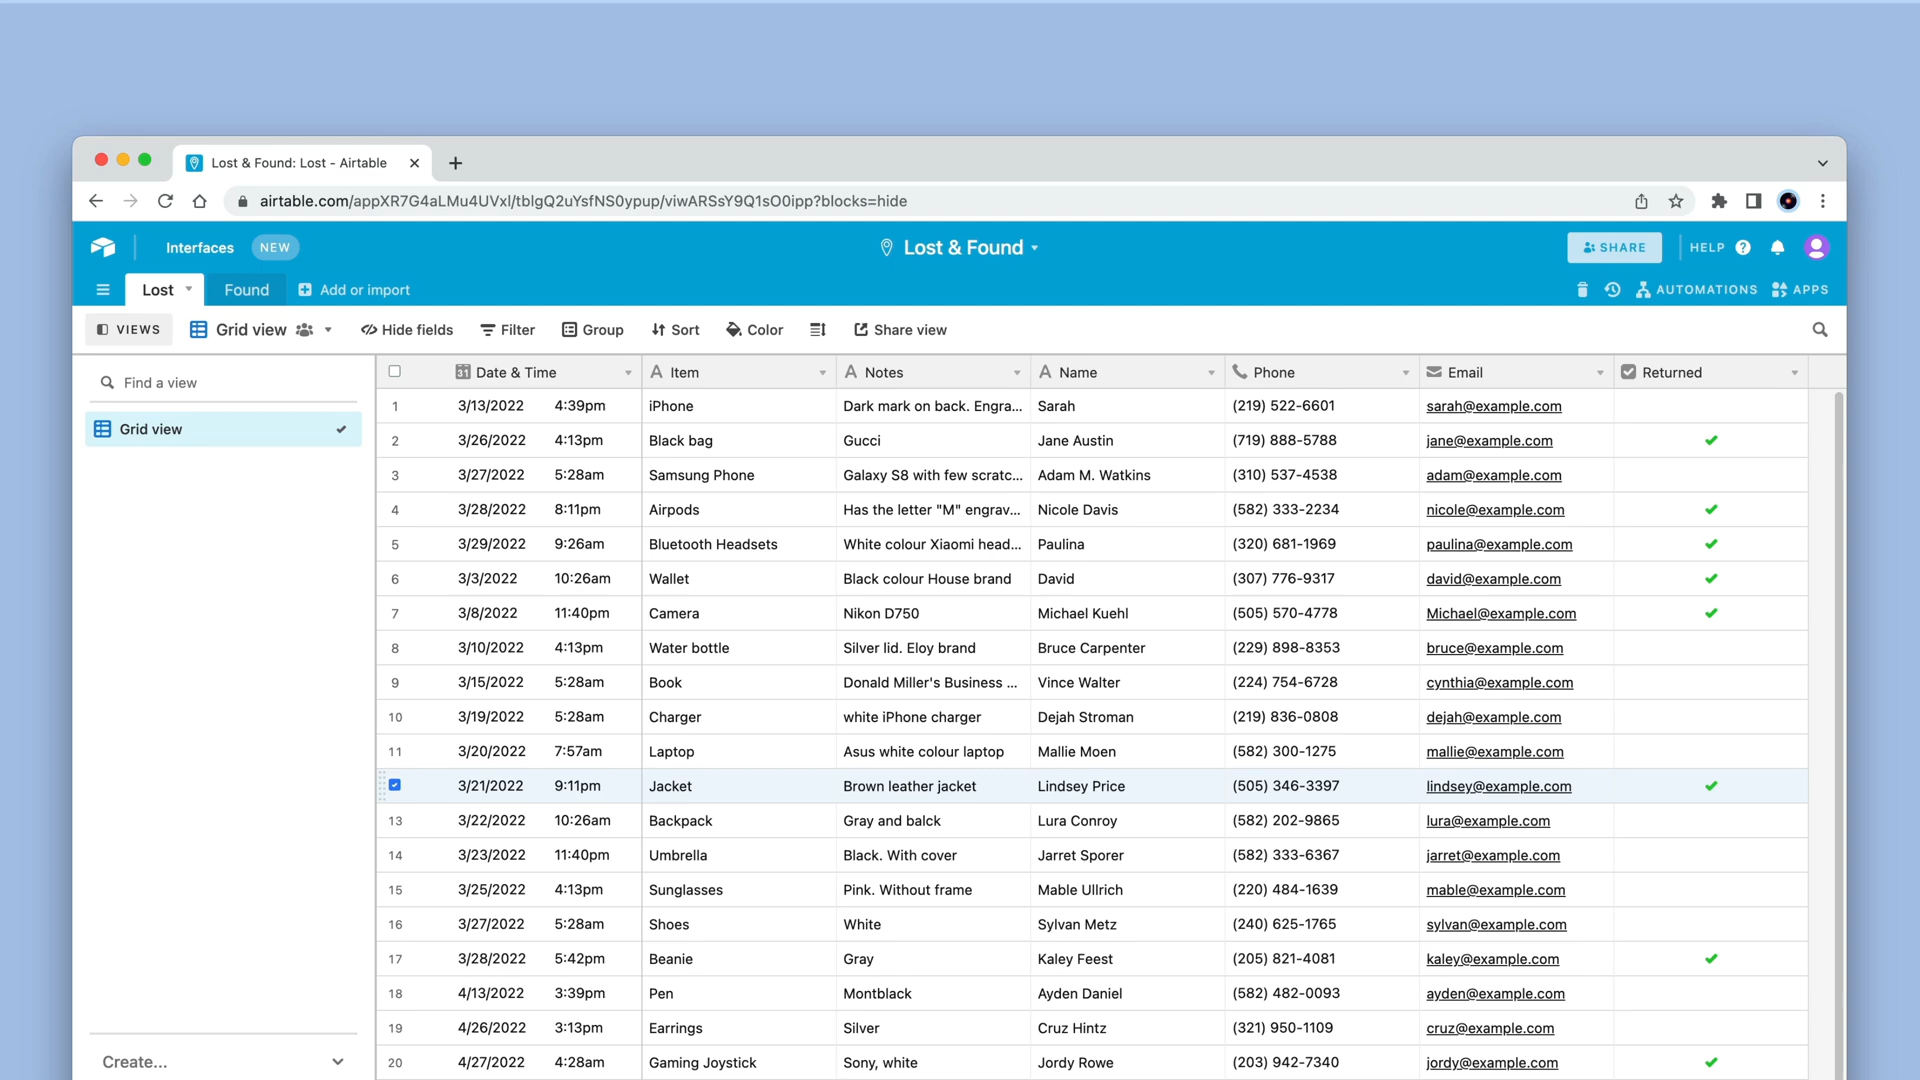 Lost & Found: Lost - Airtable
airtable.com/appXR7G4aLMu4UVxl/tblgQ2uYsfNS0ypup/viwARSsY9Q1sO0ipp?blocks=hide
Interfaces NEW Lost & Found SHARE HELP
Lost Found Add or import AUTOMATIONS APPS
VIEWS Grid view Hide fields Filter Group Sort Color Share view
Find a view
Grid view
Create...
31 Date & Time Item Notes Name Phone Email Returned
1 3/13/2022 4:39pm iPhone Dark mark on back. Engra... Sarah (219) 522-6601 sarah@example.com
2 3/26/2022 4:13pm Black bag Gucci Jane Austin (719) 888-5788 jane@example.com
3 3/27/2022 5:28am Samsung Phone Galaxy S8 with few scratc... Adam M. Watkins (310) 537-4538 adam@example.com
4 3/28/2022 8:11pm Airpods Has the letter "M" engrav... Nicole Davis (582) 333-2234 nicole@example.com
5 3/29/2022 9:26am Bluetooth Headsets White colour Xiaomi head... Paulina (320) 681-1969 paulina@example.com
6 3/3/2022 10:26am Wallet Black colour House brand David (307) 776-9317 david@example.com
7 3/8/2022 11:40pm Camera Nikon D750 Michael Kuehl (505) 570-4778 Michael@example.com
8 3/10/2022 4:13pm Water bottle Silver lid. Eloy brand Bruce Carpenter (229) 898-8353 bruce@example.com
9 3/15/2022 5:28am Book Donald Miller's Business ... Vince Walter (224) 754-6728 cynthia@example.com
10 3/19/2022 5:28am Charger white iPhone charger Dejah Stroman (219) 836-0808 dejah@example.com
11 3/20/2022 7:57am Laptop Asus white colour laptop Mallie Moen (582) 300-1275 mallie@example.com
3/21/2022 9:11pm Jacket Brown leather jacket Lindsey Price (505) 346-3397 lindsey@example.com
13 3/22/2022 10:26am Backpack Gray and balck Lura Conroy (582) 202-9865 lura@example.com
14 3/23/2022 11:40pm Umbrella Black. With cover Jarret Sporer (582) 333-6367 jarret@example.com
15 3/25/2022 4:13pm Sunglasses Pink. Without frame Mable Ullrich (220) 484-1639 mable@example.com
16 3/27/2022 5:28am Shoes White Sylvan Metz (240) 625-1765 sylvan@example.com
17 3/28/2022 5:42pm Beanie Gray Kaley Feest (205) 821-4081 kaley@example.com
18 4/13/2022 3:39pm Pen Montblack Ayden Daniel (582) 482-0093 ayden@example.com
19 4/26/2022 3:13pm Earrings Silver Cruz Hintz (321) 950-1109 cruz@example.com
20 4/27/2022 4:28am Gaming Joystick Sony, white Jordy Rowe (203) 942-7340 jordy@example.com